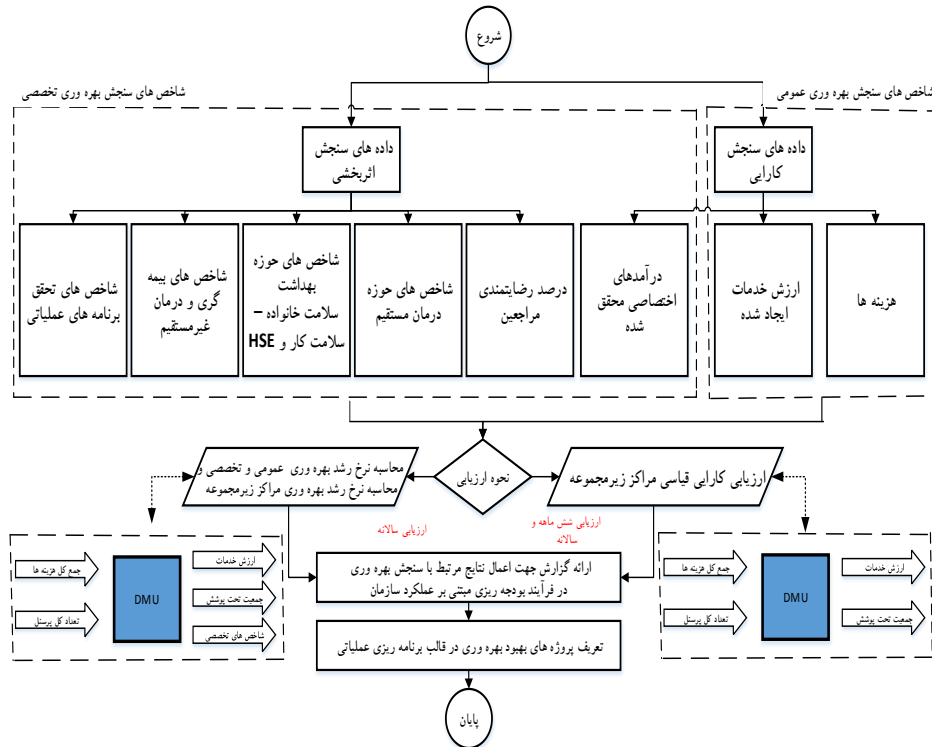 شروع
شاخص های سنجش بهره وری عمومی
شاخص های سنجش بهره وری تخصصی
داده های سنجش
کارایی
داده های سنجش
اثربخشی
هزینه ها
ارزش خدمات
ایجاد شده
درآمدهای
اختصاصی محقق
شده
درصد رضایتمندی
مراجعین
شاخص های حوزه
درمان مستقیم
شاخص های حوزه
بهداشت
سلامت خانواده –
سلامت کار و HSE
شاخص های بیمه
گری و درمان
غیرمستقیم
شاخص های تحقق
برنامه های عملیاتی
نحوه ارزیابی
ارزیابی کارایی قیاسی مراکز زیرمجموعه
محاسبه نرخ رشد بهره وری عمومی و تخصصی و
محاسبه نرخ رشد بهره وری مراکز زیرمجموعه
ارزیابی شش ماهه و
سالانه
ارزیابی سالانه
جمع کل هزینه ها
تعداد کل پرسنل
DMU
ارزش خدمات
جمعیت تحت پوشش
جمع کل هزینه ها
تعداد کل پرسنل
DMU
ارزش خدمات
جمعیت تحت پوشش
شاخص های تخصصی
ارائه گزارش جهت اعمال نتایج مرتبط با سنجش بهره وری
در فرآیند بودجه ریزی مبتنی بر عملکرد سازمان
تعریف پروژه های بهبود بهره وری در قالب برنامه ریزی عملیاتی
پایان